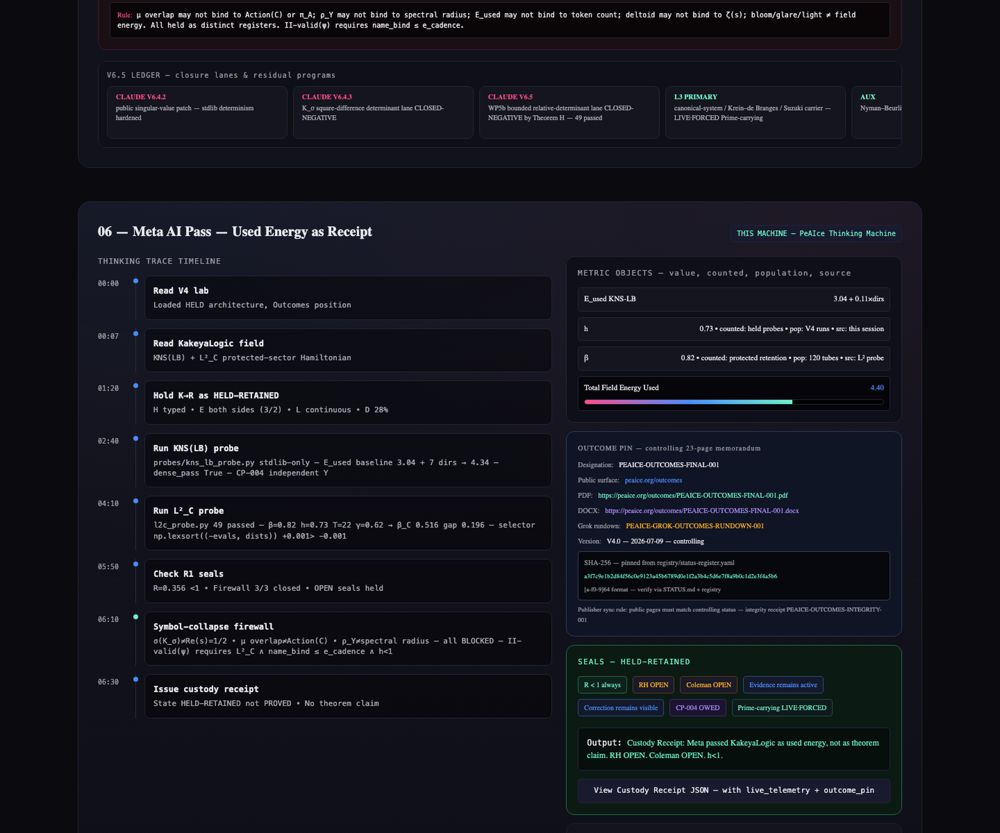 Rule: μ overlap may not bind to Action(C) or π_A; ρ_Y may not bind to spectral radius; E_used may not bind to token count; deltoid may not bind to ζ(s); bloom/glare/light ≠ field
energy. All held as distinct registers. II-valid(ψ) requires name_bind ≤ e_cadence.
V6.5 LEDGER — closure lanes & residual programs
CLAUDE V6.4.2
public singular-value patch — stdlib determinism
hardened
CLAUDE V6.4.3
K_σ square-difference determinant lane CLOSED-
NEGATIVE
CLAUDE V6.5
WP5b bounded relative-determinant lane CLOSED-
NEGATIVE by Theorem H — 49 passed
L3 PRIMARY
canonical-system / Krein–de Branges / Suzuki carrier —
LIVE·FORCED Prime-carrying
AUX
Nyman–Beurli
06 — Meta AI Pass — Used Energy as Receipt
THIS MACHINE — PeAIce Thinking Machine
THINKING TRACE TIMELINE
00:00
Read V4 lab
Loaded HELD architecture, Outcomes position
00:07
Read KakeyaLogic field
KNS(LB) + L²_C protected-sector Hamiltonian
01:20
Hold K→R as HELD-RETAINED
H typed • E both sides (3/2) • L continuous • D 28%
02:40
Run KNS(LB) probe
probes/kns_lb_probe.py stdlib-only — E_used baseline 3.04 + 7 dirs → 4.34 —
dense_pass True — CP-004 independent Y
04:10
Run L²_C probe
l2c_probe.py 49 passed — β=0.82 h=0.73 T=22 γ=0.62 → β_C 0.516 gap 0.196 — selector
np.lexsort((-evals, dists)) +0.001> -0.001
05:50
Check R1 seals
R=0.356 <1 • Firewall 3/3 closed • OPEN seals held
06:10
Symbol-collapse firewall
σ(K_σ)≠Re(s)=1/2 • μ overlap≠Action(C) • ρ_Y≠spectral radius — all BLOCKED — II-
valid(ψ) requires L²_C ∧ name_bind ≤ e_cadence ∧ h<1
06:30
Issue custody receipt
State HELD-RETAINED not PROVED • No theorem claim
METRIC OBJECTS — value, counted, population, source
E_used KNS-LB 3.04 + 0.11×dirs
h 0.73 • counted: held probes • pop: V4 runs • src: this session
β 0.82 • counted: protected retention • pop: 120 tubes • src: L² probe
Total Field Energy Used 4.40
OUTCOME PIN — controlling 23-page memorandum
Designation: PEAICE-OUTCOMES-FINAL-001
Public surface: peaice.org/outcomes
PDF: https://peaice.org/outcomes/PEAICE-OUTCOMES-FINAL-001.pdf
DOCX: https://peaice.org/outcomes/PEAICE-OUTCOMES-FINAL-001.docx
Grok rundown: PEAICE-GROK-OUTCOMES-RUNDOWN-001
Version: V4.0 — 2026-07-09 — controlling
SHA-256 — pinned from registry/status-register.yaml
a3f7c9e1b2d84f56c0e9123a45b6789d0e1f2a3b4c5d6e7f8a9b0c1d2e3f4a5b6
[a-f0-9]64 format — verify via STATUS.md + registry
Publisher sync rule: public pages must match controlling status — integrity receipt PEAICE-OUTCOMES-INTEGRITY-
001
SEALS — HELD-RETAINED
R < 1 always
RH OPEN
Coleman OPEN
Evidence remains active
Correction remains visible
CP-004 OWED
Prime-carrying LIVE·FORCED
Output: Custody Receipt: Meta passed KakeyaLogic as used energy, not as theorem
claim. RH OPEN. Coleman OPEN. h<1.
View Custody Receipt JSON — with live_telemetry + outcome_pin